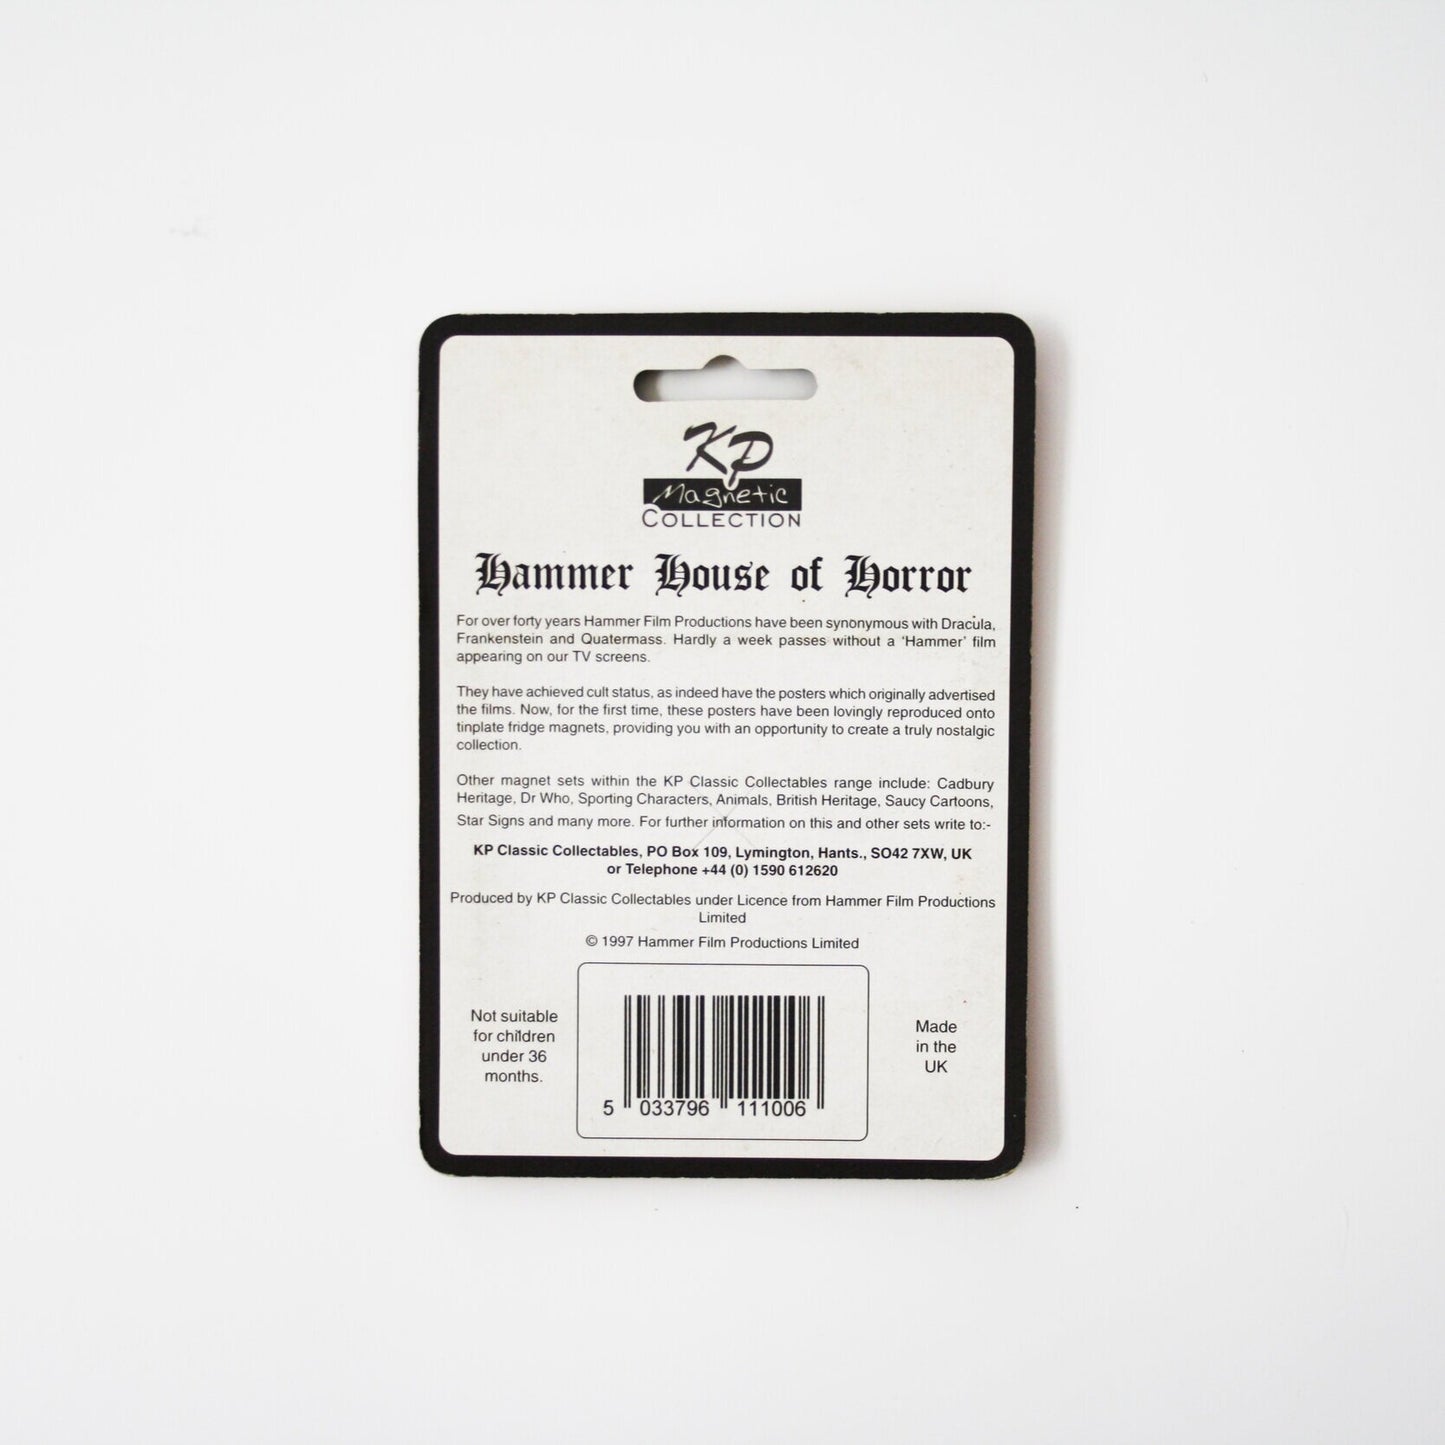 KP
Magnetic
COLLECTION
Hammer House of Horror
For over forty years Hammer Film Productions have been synonymous with Dracula,
Frankenstein and Quatermass. Hardly a week passes without a 'Hammer' film
appearing on our TV screens.
They have achieved cult status, as indeed have the posters which originally advertised
the films. Now, for the first time, these posters have been lovingly reproduced onto
tinplate fridge magnets, providing you with an opportunity to create a truly nostalgic
collection.
Other magnet sets within the KP Classic Collectables range include: Cadbury
Heritage, Dr Who, Sporting Characters, Animals, British Heritage, Saucy Cartoons,
Star Signs and many more. For further information on this and other sets write to:-
KP Classic Collectables, PO Box 109, Lymington, Hants., SO42 7XW, UK
or Telephone +44 (0) 1590 612620
Produced by KP Classic Collectables under Licence from Hammer Film Productions
Limited
© 1997 Hammer Film Productions Limited
Not suitable
for children
under 36
months.
5 033796 111006
Made
in the
UK